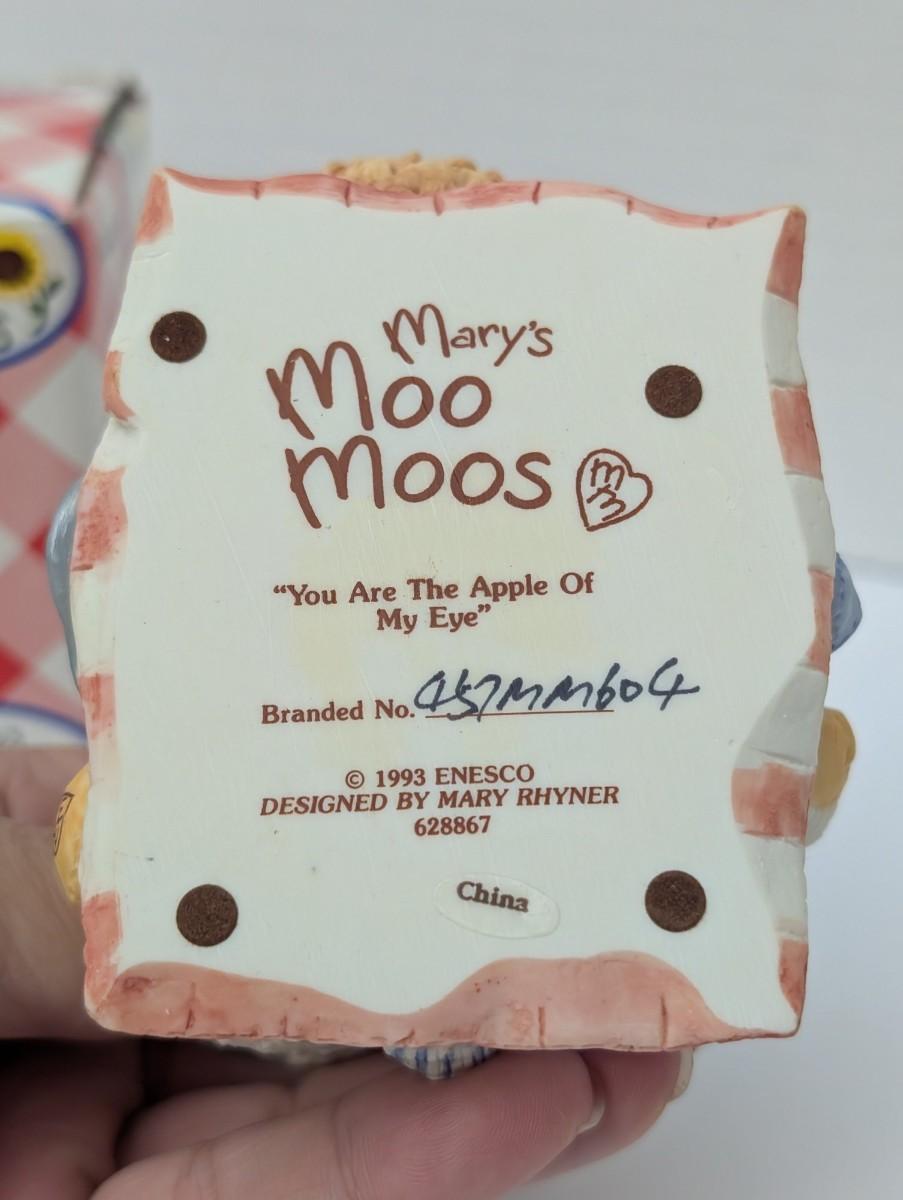 Mary's
Moo
Moos
“You Are The Apple Of
My Eye”
Branded No. 457MM604
© 1993 ENESCO
DESIGNED BY MARY RHYNER
628867
China